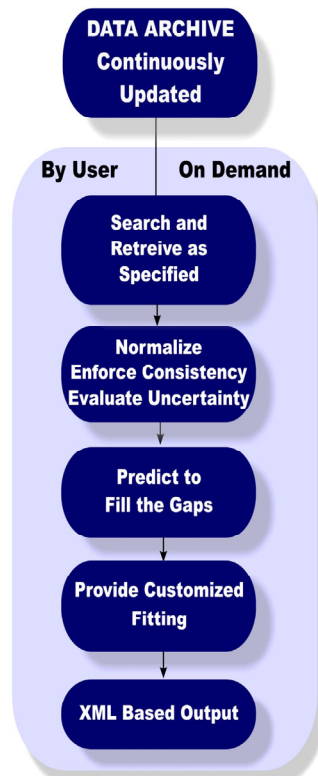 DATA ARCHIVE
Continuously
Updated
By User On Demand
Search and
Retreive as
Specified
Normalize
Enforce Consistency
Evaluate Uncertainty
Predict to
Fill the Gaps
Provide Customized
Fitting
XML Based Output